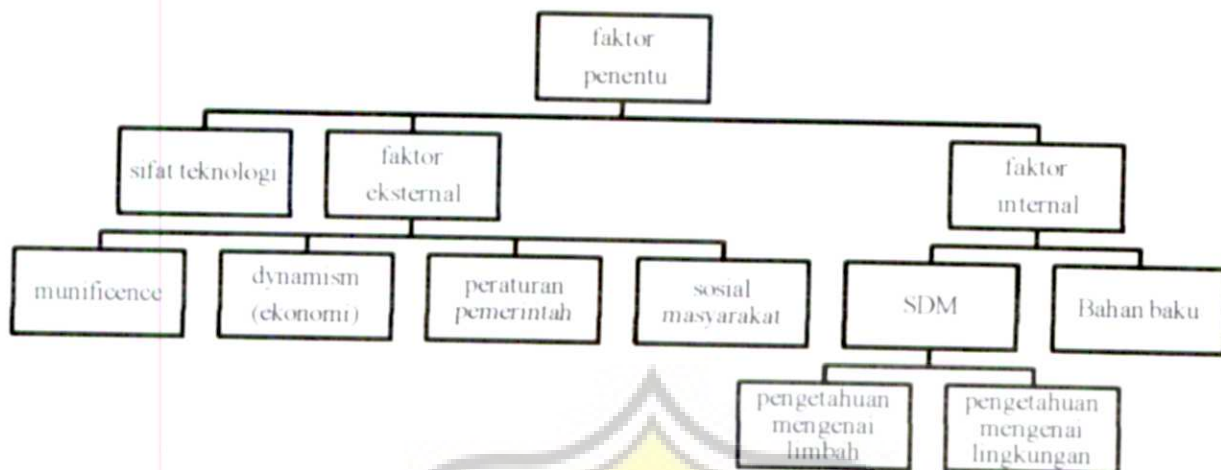 faktor
penentu
sifat teknologi
faktor
eksternal
faktor
internal
munificence
dynamism
(ekonomi)
peraturan
pemerintah
sosial
masyarakat
SDM
Bahan baku
pengetahuan
mengenai
limbah
pengetahuan
mengenai
lingkungan